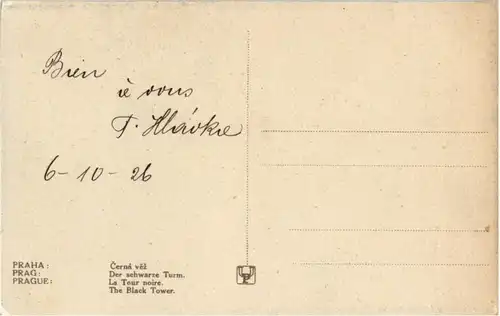 Bien
à vous
F. Hlávka
6-10-26
PRAHA: Černá věž
PRAG: Der schwarze Turm.
PRAGUE: La Tour noire.
The Black Tower.